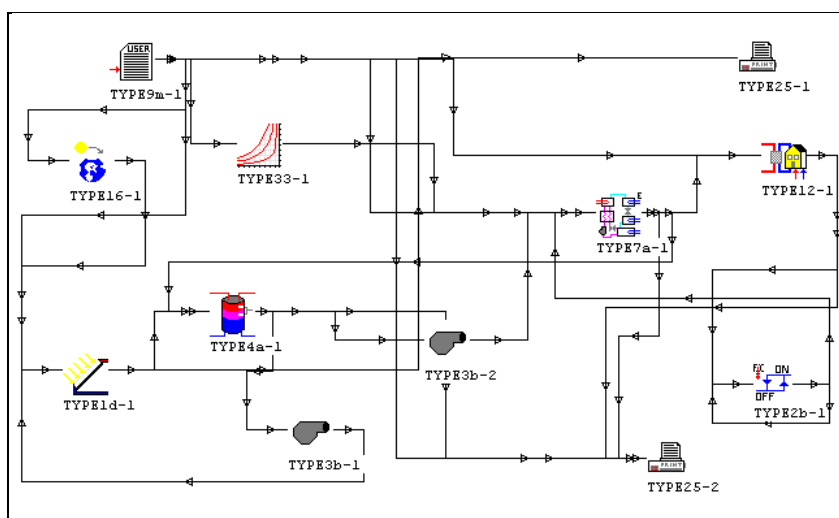 USER
TYPE9m-1
PRINT
TYPE25-1
TYPE16-1
TYPE33-1
TYPE12-1
E
TYPE7a-1
TYPE4a-1
TYPE3b-2
TYPE1d-1
ON
OFF
TYPE2b-1
TYPE3b-1
PRINT
TYPE25-2